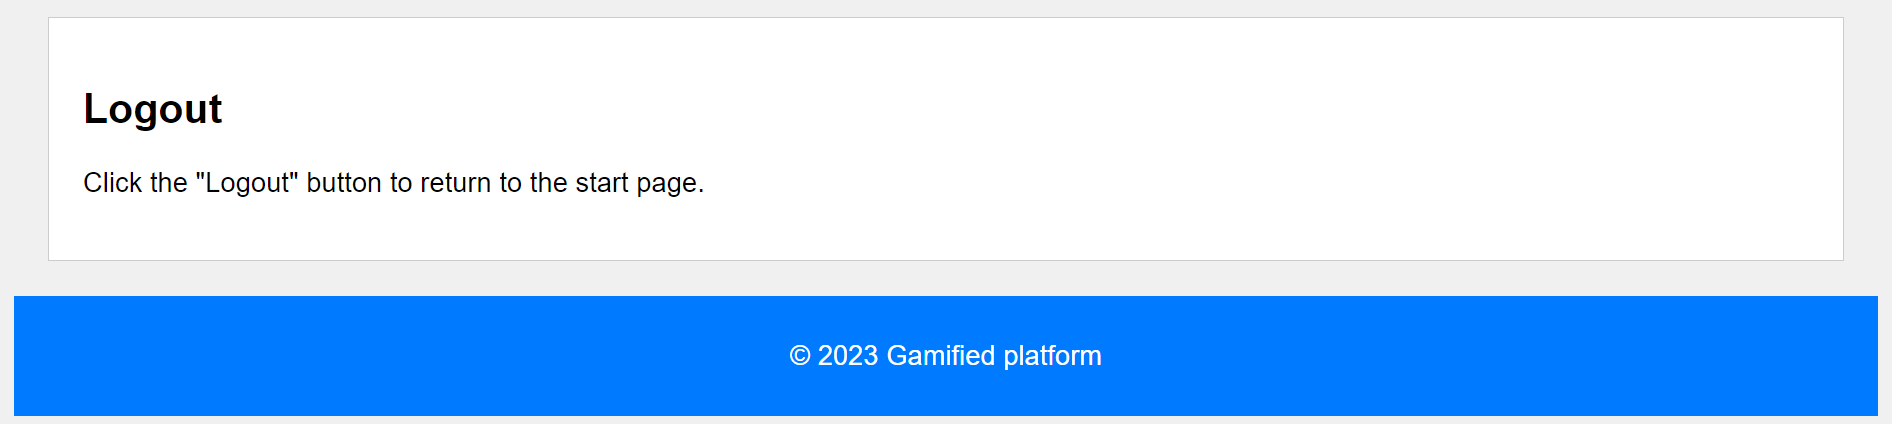 Logout
Click the "Logout" button to return to the start page.
© 2023 Gamified platform